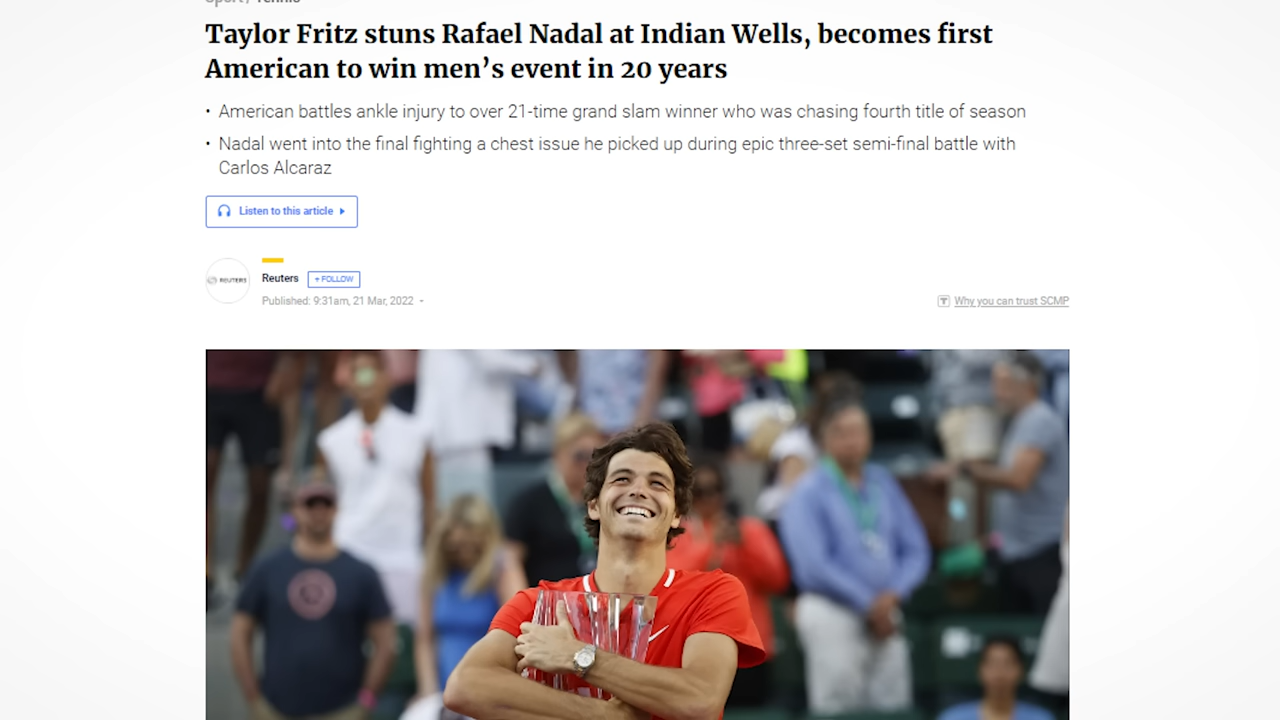 Sport / Tennis
Taylor Fritz stuns Rafael Nadal at Indian Wells, becomes first
American to win men's event in 20 years
• American battles ankle injury to over 21-time grand slam winner who was chasing fourth title of season
• Nadal went into the final fighting a chest issue he picked up during epic three-set semi-final battle with
Carlos Alcaraz
Listen to this article
REUTERS
Reuters + FOLLOW
Published: 9:31am, 21 Mar, 2022
Why you can trust SCMP